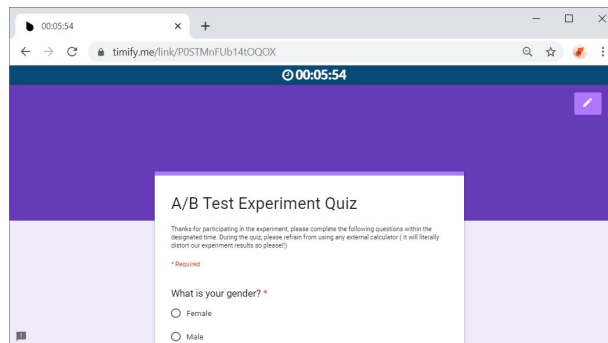 00:05:54
timify.me/link/P0STMnFUb14tOQOX
00:05:54
A/B Test Experiment Quiz
Thanks for participating in the experiment, please complete the following questions within the
designated time. During the quiz, please refrain from using any external calculator ( it will literally
distort our experiment results so please!!)
* Required
What is your gender? *
Female
Male